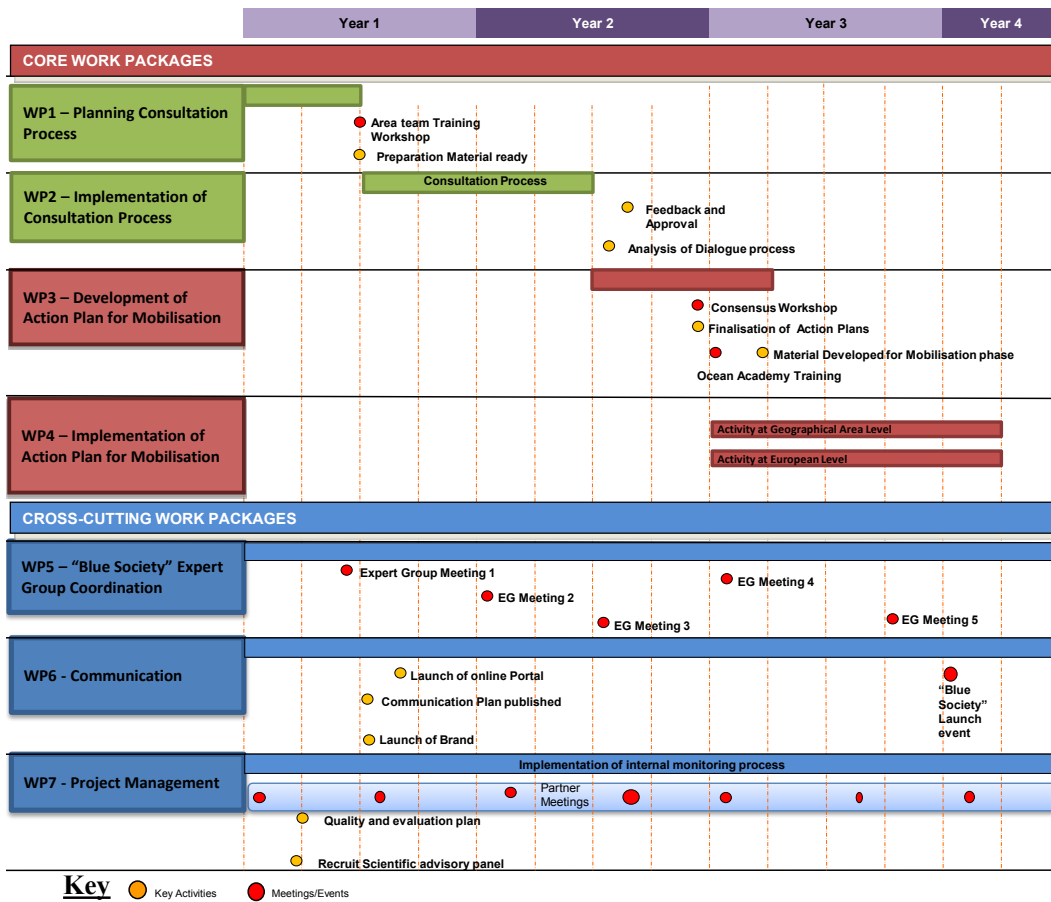 Year 1
Year 2
Year 3
Year 4
CORE WORK PACKAGES
WP1 – Planning Consultation
Process
Area team Training
Workshop
Preparation Material ready
WP2 – Implementation of
Consultation Process
Consultation Process
Feedback and
Approval
Analysis of Dialogue process
WP3 – Development of
Action Plan for Mobilisation
Consensus Workshop
Finalisation of Action Plans
Material Developed for Mobilisation phase
Ocean Academy Training
WP4 – Implementation of
Action Plan for Mobilisation
Activity at Geographical Area Level
Activity at European Level
CROSS-CUTTING WORK PACKAGES
WP5 – “Blue Society” Expert
Group Coordination
Expert Group Meeting 1
EG Meeting 2
EG Meeting 3
EG Meeting 4
EG Meeting 5
WP6 - Communication
Launch of online Portal
Communication Plan published
Launch of Brand
“Blue
Society”
Launch
event
WP7 - Project Management
Implementation of internal monitoring process
Partner
Meetings
Quality and evaluation plan
Recruit Scientific advisory panel
Key
Key Activities
Meetings/Events